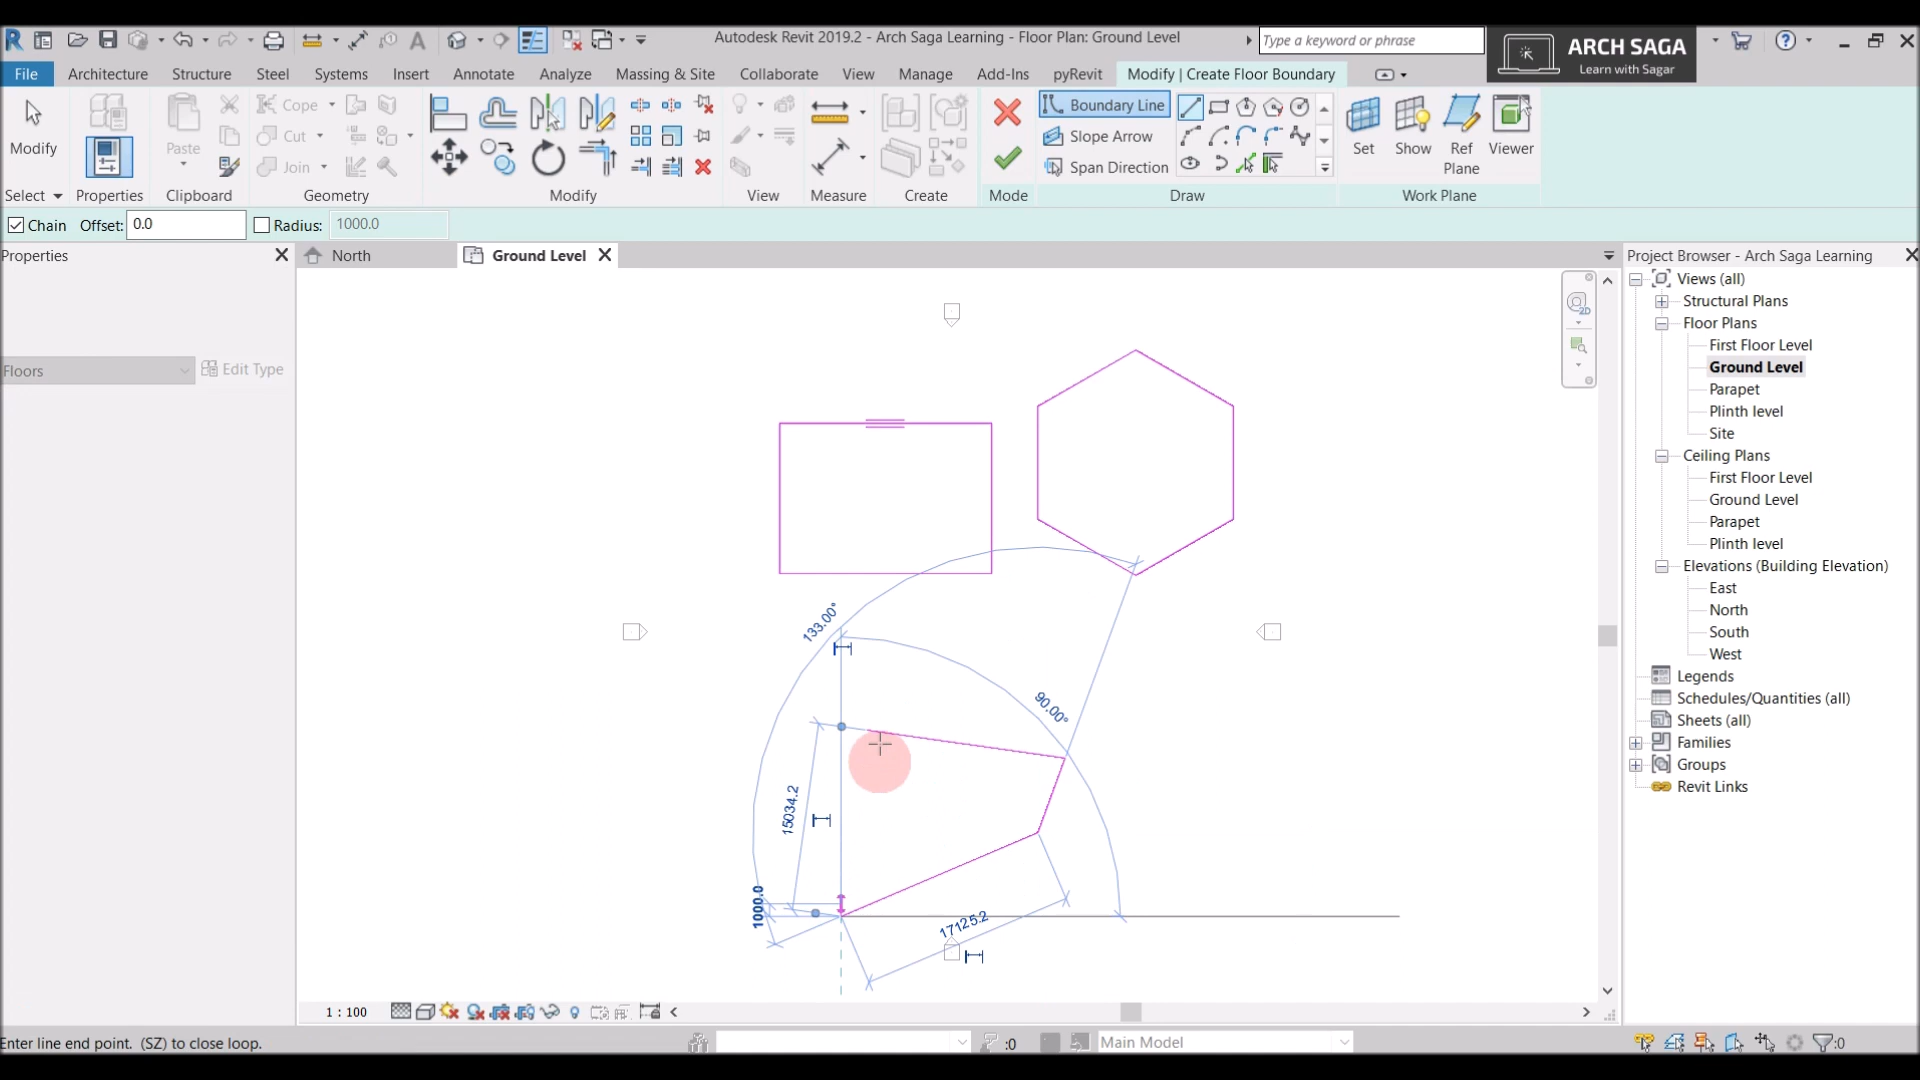 Autodesk Revit 2019.2 - Arch Saga Learning - Floor Plan: Ground Level
Type a keyword or phrase
ARCH SAGA
Learn with Sagar
File Architecture Structure Steel Systems Insert Annotate Analyze Massing & Site Collaborate View Manage Add-Ins pyRevit Modify | Create Floor Boundary
Modify
Paste
Cope
Cut
Join
Boundary Line
Slope Arrow
Span Direction
Set Show Ref Plane Viewer
Select Properties Clipboard Geometry Modify View Measure Create Mode Draw Work Plane
Chain Offset: 0.0 Radius: 1000.0
Properties
North
Ground Level
Project Browser - Arch Saga Learning
Floors
Edit Type
2D
Views (all)
Structural Plans
Floor Plans
First Floor Level
Ground Level
Parapet
Plinth level
Site
Ceiling Plans
First Floor Level
Ground Level
Parapet
Plinth level
Elevations (Building Elevation)
East
North
South
West
Legends
Schedules/Quantities (all)
Sheets (all)
Families
Groups
Revit Links
133.00°
90.00°
15034.2
1000.0
17125.2
1 : 100
Enter line end point. (SZ) to close loop.
:0
Main Model
:0